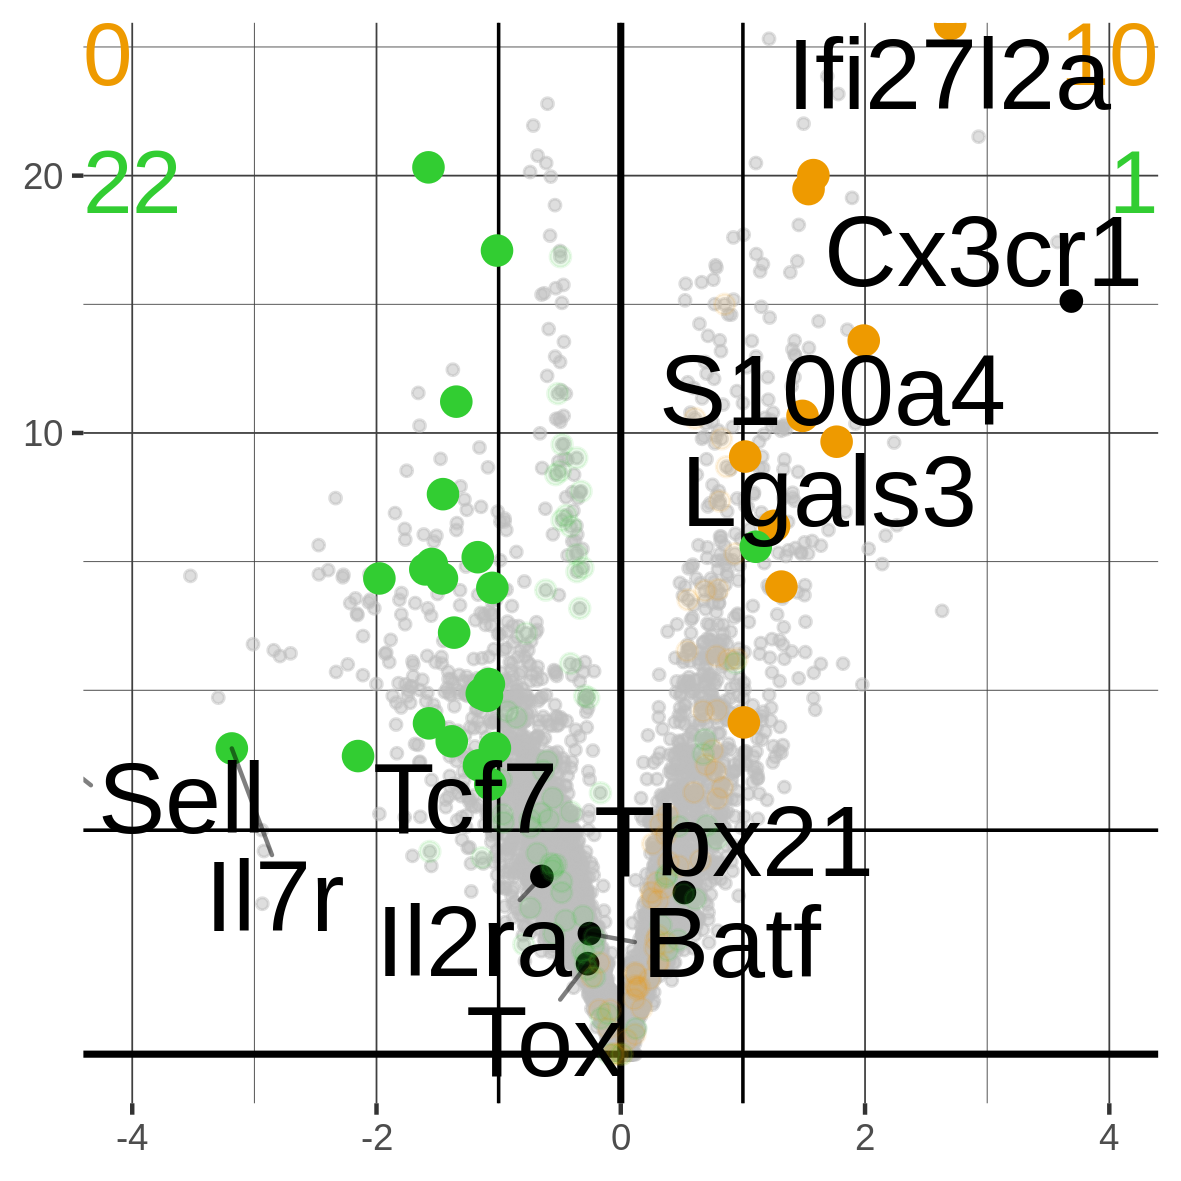 0
10
Ifi27l2a
20
22
1
Cx3cr1
S100a4
10
Lgals3
Sell
Tcf7
Tbx21
Il7r
Il2ra
Batf
Tox
-4
-2
0
2
4